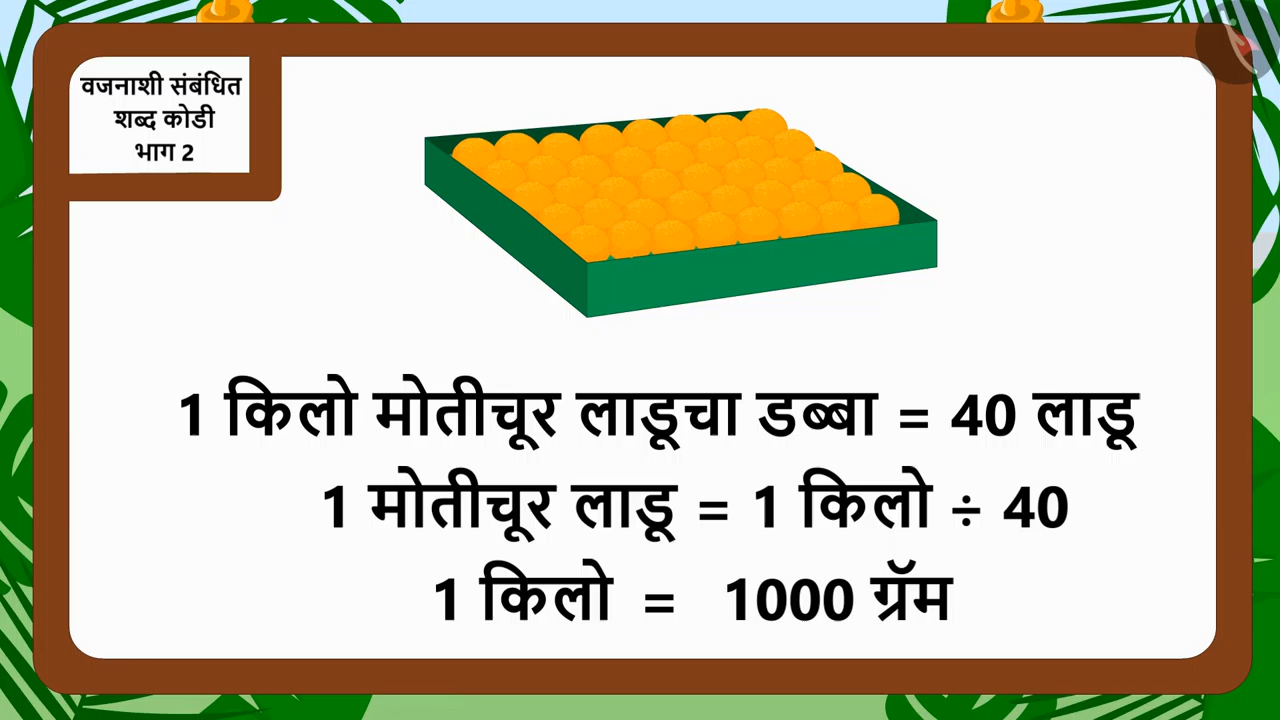 वजनाशी संबंधित
शब्द कोडी
भाग 2
1 किलो मोतीचूर लाडूचा डब्बा = 40 लाडू
1 मोतीचूर लाडू = 1 किलो ÷ 40
1 किलो = 1000 ग्रॅम